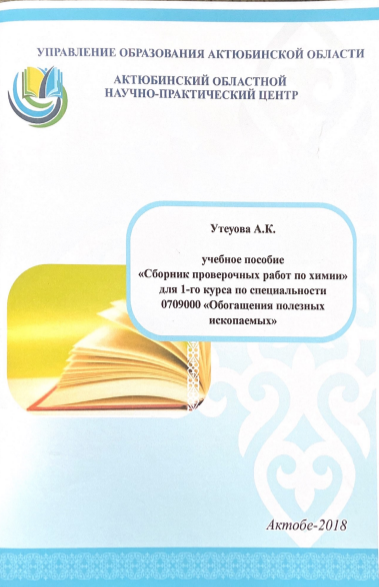 УПРАВЛЕНИЕ ОБРАЗОВАНИЯ АКТЮБИНСКОЙ ОБЛАСТИ
АКТЮБИНСКИЙ ОБЛАСТНОЙ
НАУЧНО-ПРАКТИЧЕСКИЙ ЦЕНТР
Утеуова А.К.
учебное пособие
«Сборник проверочных работ по химии»
для 1-го курса по специальности
0709000 «Обогащения полезных
ископаемых»
Актобе-2018